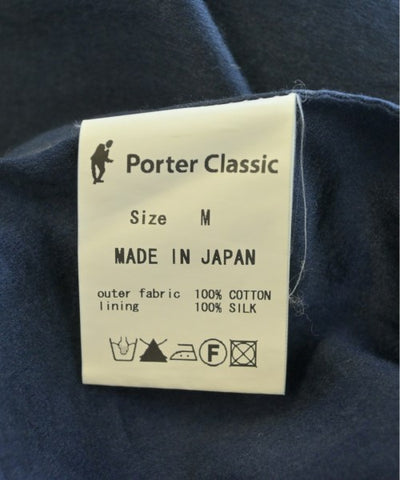 Porter Classic
Size M
MADE IN JAPAN
outer fabric 100% COTTON
lining 100% SILK
F